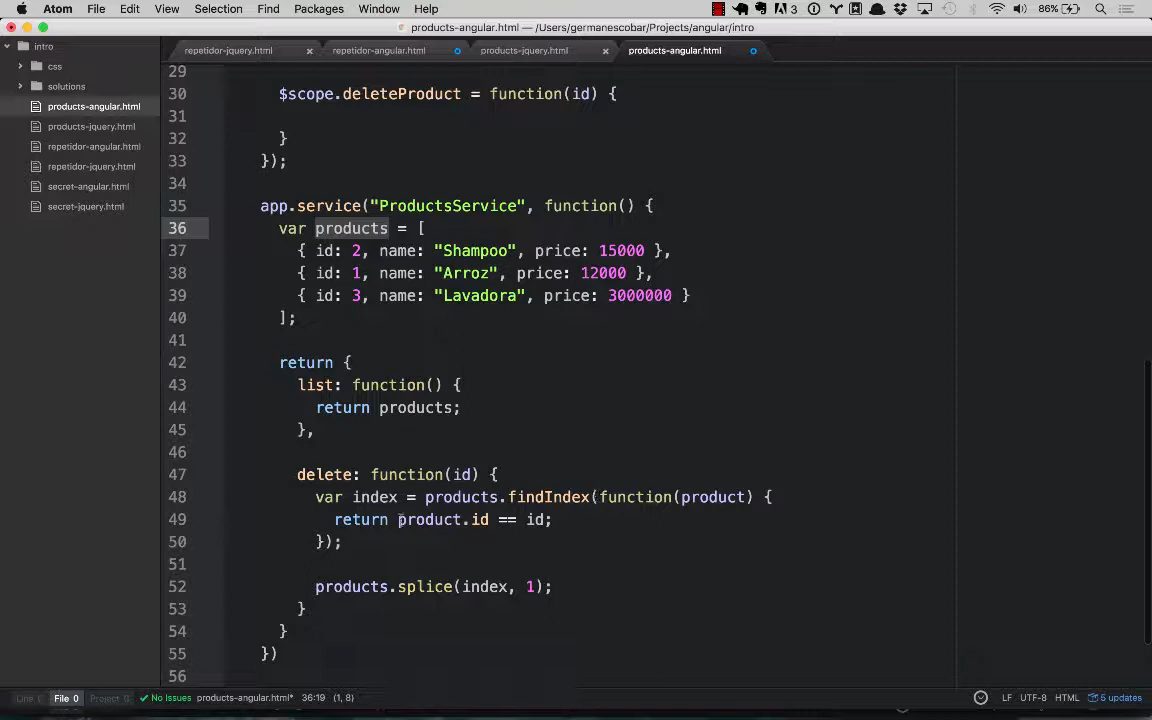 Atom File Edit View Selection Find Packages Window Help 3 86%
products-angular.html — /Users/germanescobar/Projects/angular/intro
intro
css
solutions
products-angular.html
products-jquery.html
repetidor-angular.html
repetidor-jquery.html
secret-angular.html
secret-jquery.html
repetidor-jquery.html repetidor-angular.html products-jquery.html products-angular.html
29
30 $scope.deleteProduct = function(id) {
31
32 }
33 });
34
35 app.service("ProductsService", function() {
36 var products = [
37 { id: 2, name: "Shampoo", price: 15000 },
38 { id: 1, name: "Arroz", price: 12000 },
39 { id: 3, name: "Lavadora", price: 3000000 }
40 ];
41
42 return {
43 list: function() {
44 return products;
45 },
46
47 delete: function(id) {
48 var index = products.findIndex(function(product) {
49 return product.id == id;
50 });
51
52 products.splice(index, 1);
53 }
54 }
55 })
56
Line 0 File 0 Project 0 No Issues products-angular.html* 36:19 (1, 8) LF UTF-8 HTML 5 updates